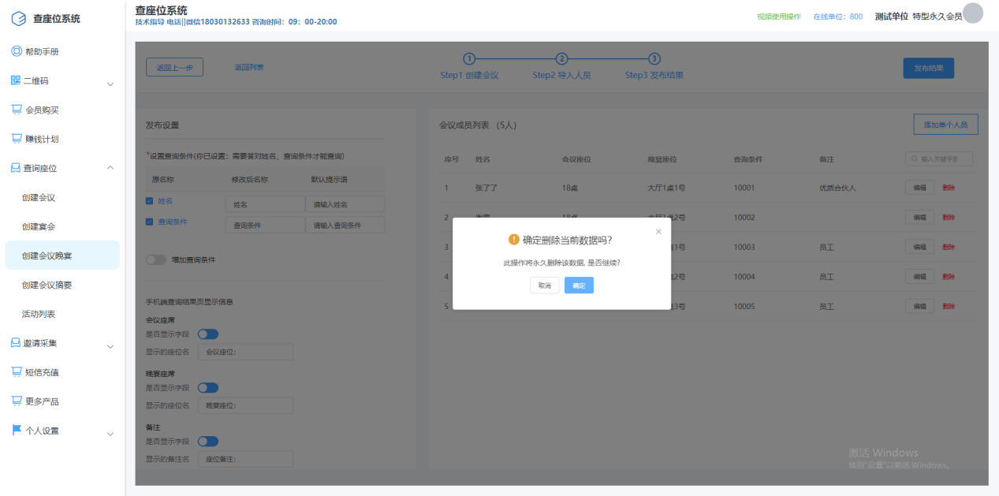 查座位系统
帮助手册
二维码
会员购买
赚钱计划
查询座位
创建会议
创建宴会
创建会议晚宴
创建会议摘要
活动列表
邀请采集
短信充值
更多产品
个人设置
查座位系统
技术指导 电话||微信18030132633 咨询时间：09：00-20:00
视频使用操作 在线单位：800 测试单位 特型永久会员
返回上一步 返回列表
1 2 3
Step1 创建会议 Step2 导入人员 Step3 发布结果
发布结果
发布设置
*设置查询条件(你已设置：需要答对姓名、查询条件才能查询)
原名称 修改后名称 默认提示语
姓名 姓名 请输入姓名
查询条件 查询条件 请输入查询条件
增加查询条件
手机端查询结果页显示信息
会议座席
是否显示字段
显示的座位名 会议座位：
晚宴座席
是否显示字段
显示的座位名 晚宴座位：
备注
是否显示字段
显示的备注名 座位备注：
会议成员列表 （5人）
添加单个人员
序号 姓名 会议座位 晚宴座位 查询条件 备注 输入关键字
1 张了了 18桌 大厅1桌1号 10001 优质合伙人 编辑 删除
2 18桌 大厅1桌2号 10002 编辑 删除
3 1号 10003 员工 编辑 删除
4 2号 10004 员工 编辑 删除
5 3号 10005 员工 编辑 删除
确定删除当前数据吗?
此操作将永久删除该数据, 是否继续?
取消 确定
激活 Windows
转到"设置"以激活 Windows。